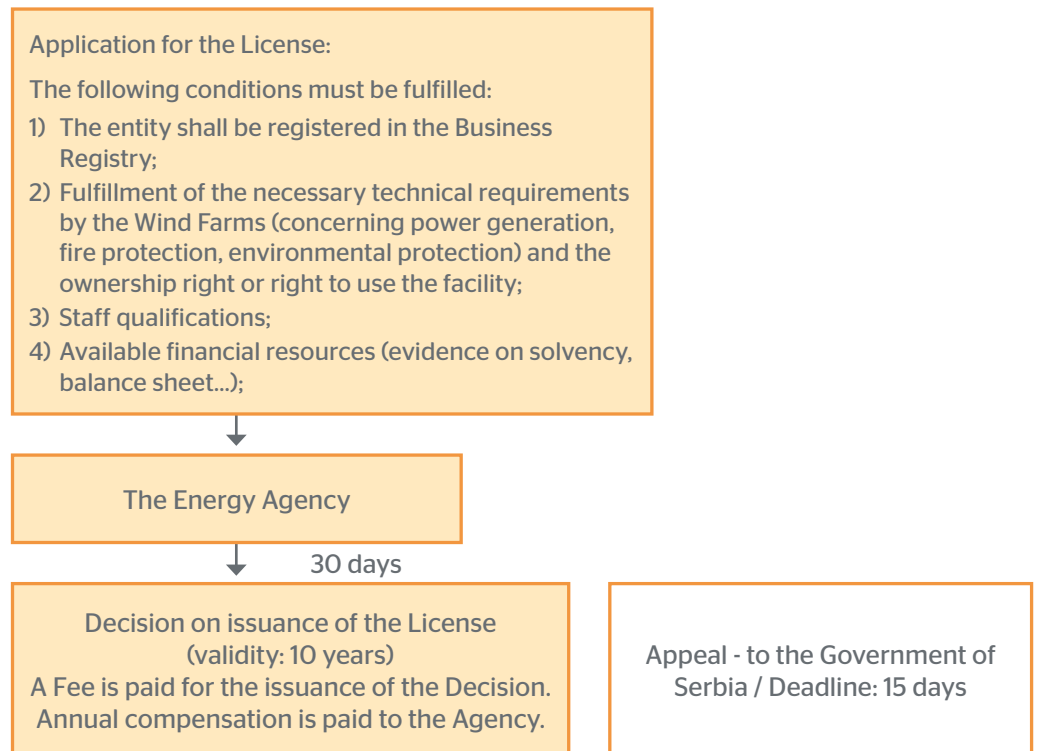 Application for the License:
The following conditions must be fulfilled:
1) The entity shall be registered in the Business
Registry;
2) Fulfillment of the necessary technical requirements
by the Wind Farms (concerning power generation,
fire protection, environmental protection) and the
ownership right or right to use the facility;
3) Staff qualifications;
4) Available financial resources (evidence on solvency,
balance sheet...);
The Energy Agency
30 days
Decision on issuance of the License
(validity: 10 years)
A Fee is paid for the issuance of the Decision.
Annual compensation is paid to the Agency.
Appeal - to the Government of
Serbia / Deadline: 15 days